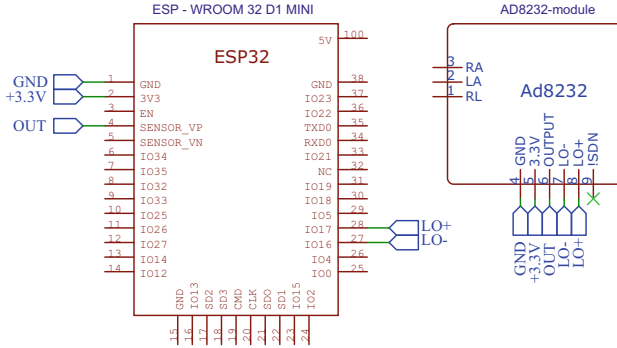 ESP - WROOM 32 D1 MINI
AD8232-module
ESP32
5V 100
GND
+3.3V
OUT
1 GND
2 3V3
3 EN
4 SENSOR_VP
5 SENSOR_VN
6 IO34
7 IO35
8 IO32
9 IO33
10 IO25
11 IO26
12 IO27
13 IO14
14 IO12
GND 38
IO23 37
IO22 36
TXD0 35
RXD0 34
IO21 33
NC 32
IO19 31
IO18 30
IO5 29
IO17 28 LO+
IO16 27 LO-
IO4 26
IO0 25
GND 15
IO13 16
SD2 17
SD3 18
CMD 19
CLK 20
SD0 21
SD1 22
IO15 23
IO2 24
3 RA
2 LA
1 RL
Ad8232
GND 4
3.3V 5
OUTPUT 6
LO- 7
LO+ 8
!SDN 9
GND
+3.3V
OUT
LO-
LO+